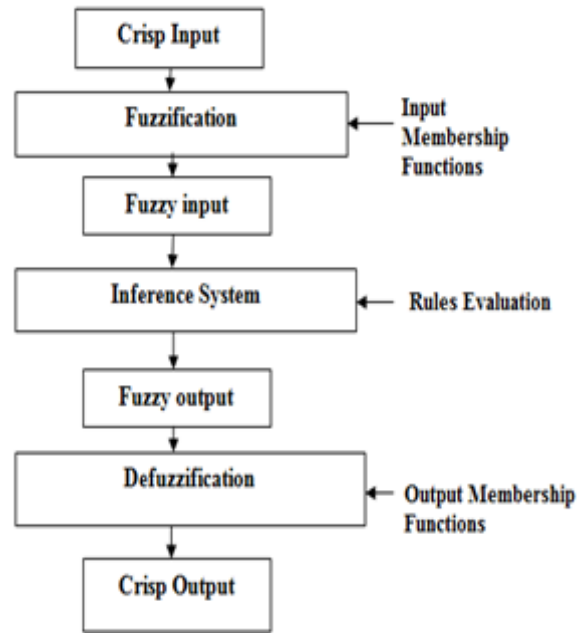 Crisp Input
Fuzzification
Input
Membership
Functions
Fuzzy input
Inference System
Rules Evaluation
Fuzzy output
Defuzzification
Output Membership
Functions
Crisp Output